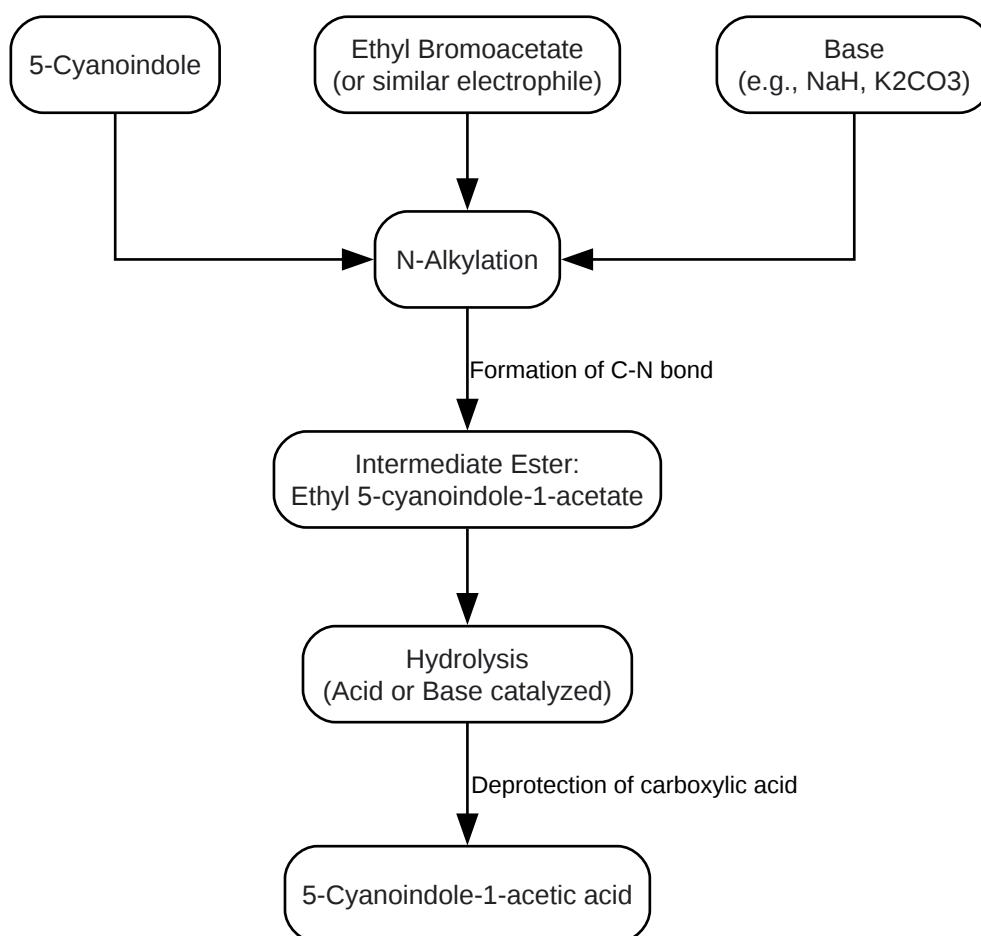 5-Cyanoindole
Ethyl Bromoacetate
(or similar electrophile)
Base
(e.g., NaH, K2CO3)
N-Alkylation
Formation of C-N bond
Intermediate Ester:
Ethyl 5-cyanoindole-1-acetate
Hydrolysis
(Acid or Base catalyzed)
Deprotection of carboxylic acid
5-Cyanoindole-1-acetic acid